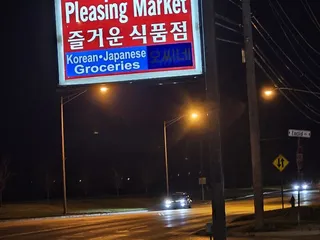 Pleasing Market
즐거운 식품점
Korean·Japanese
Groceries